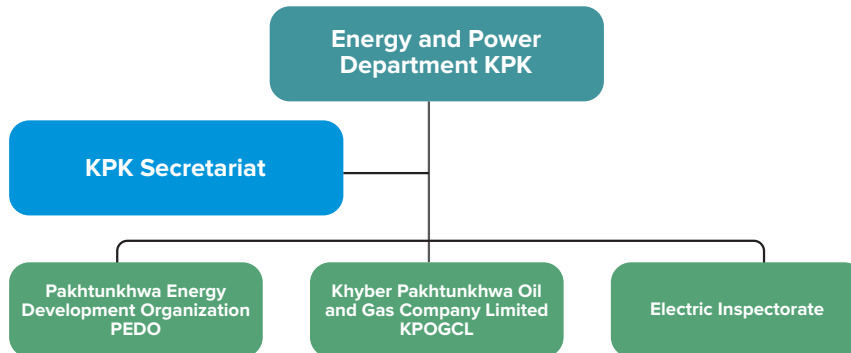 Energy and Power
Department KPK
KPK Secretariat
Pakhtunkhwa Energy
Development Organization
PEDO
Khyber Pakhtunkhwa Oil
and Gas Company Limited
KPOGCL
Electric Inspectorate